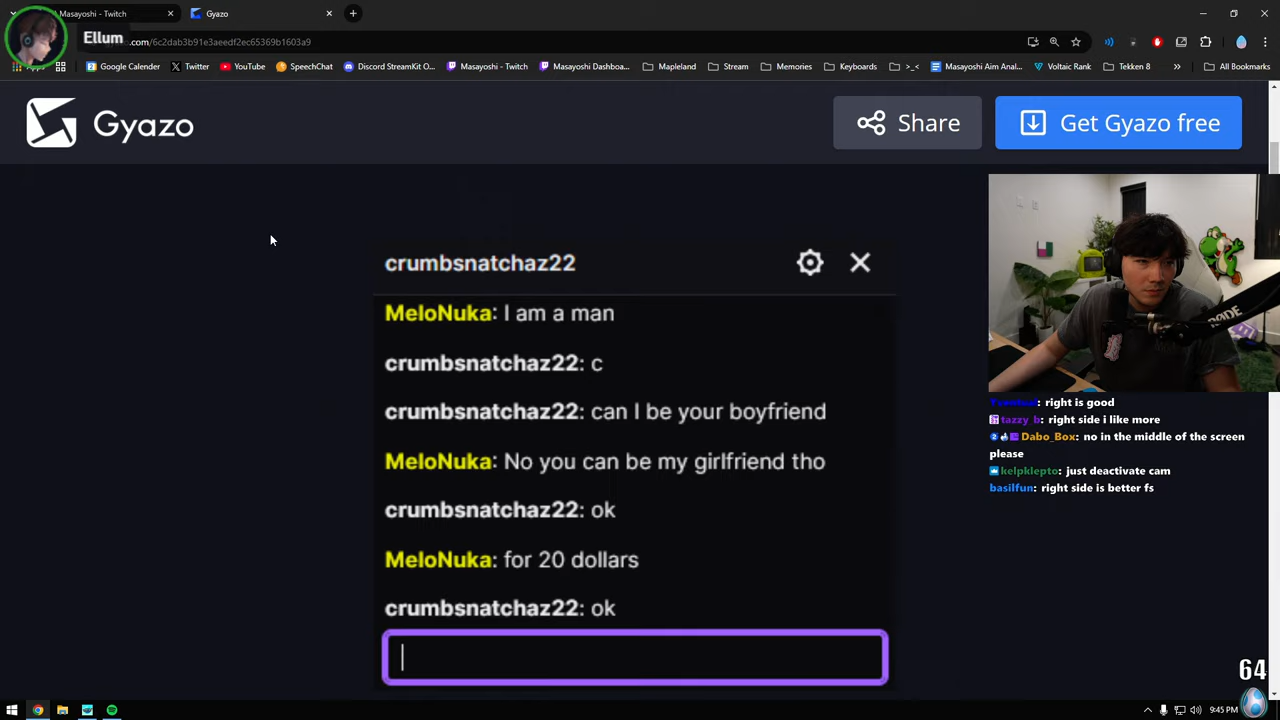 Masayoshi - Twitch
Gyazo
Ellum
.com/6c2dab3b91e3aeedf2ec65369b1603a9
Apps
Google Calender
Twitter
YouTube
SpeechChat
Discord StreamKit O...
Masayoshi - Twitch
Masayoshi Dashboa...
Mapleland
Stream
Memories
Keyboards
>_<
Masayoshi Aim Anal...
Voltaic Rank
Tekken 8
»
All Bookmarks
Gyazo
Share
Get Gyazo free
crumbsnatchaz22
MeloNuka: I am a man
crumbsnatchaz22: c
crumbsnatchaz22: can I be your boyfriend
MeloNuka: No you can be my girlfriend tho
crumbsnatchaz22: ok
MeloNuka: for 20 dollars
crumbsnatchaz22: ok
RØDE
: right is good
tazzy_b: right side i like more
Dabo_Box: no in the middle of the screen
please
kelpklepto: just deactivate cam
basilfun: right side is better fs
64
9:45 PM